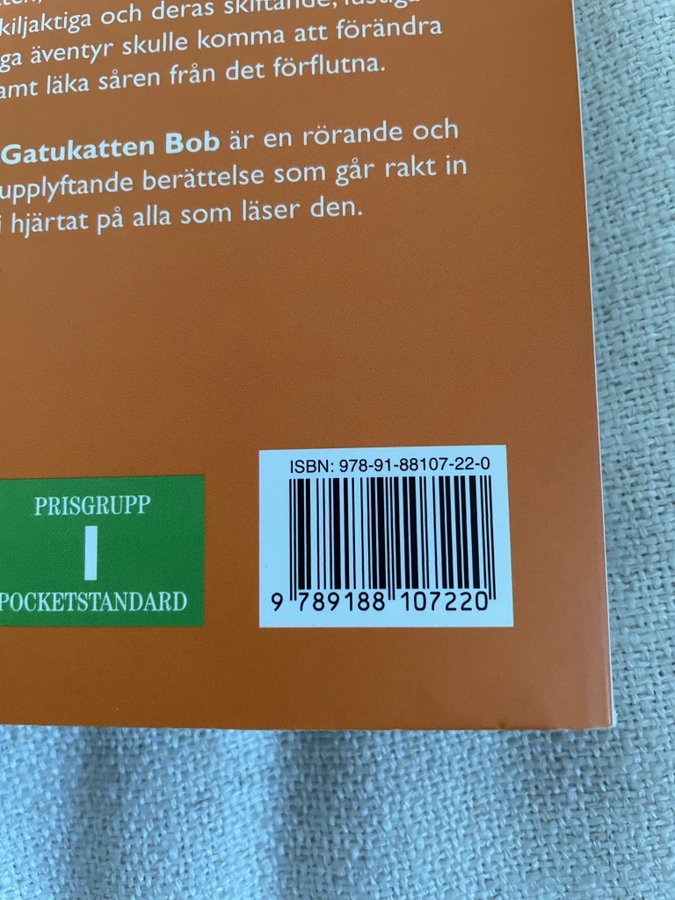 skiljaktiga och deras skiftande, lustiga
ga äventyr skulle komma att förändra
amt läka såren från det förflutna.
Gatukatten Bob är en rörande och
upplyftande berättelse som går rakt in
i hjärtat på alla som läser den.
ISBN: 978-91-88107-22-0
PRISGRUPP
I
POCKETSTANDARD
9 789188 107220